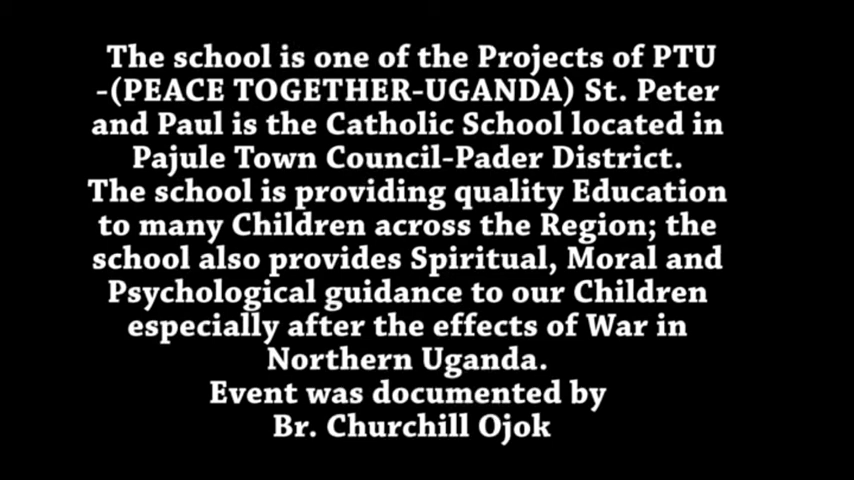 The school is one of the Projects of PTU
-(PEACE TOGETHER-UGANDA) St. Peter
and Paul is the Catholic School located in
Pajule Town Council-Pader District.
The school is providing quality Education
to many Children across the Region; the
school also provides Spiritual, Moral and
Psychological guidance to our Children
especially after the effects of War in
Northern Uganda.
Event was documented by
Br. Churchill Ojok